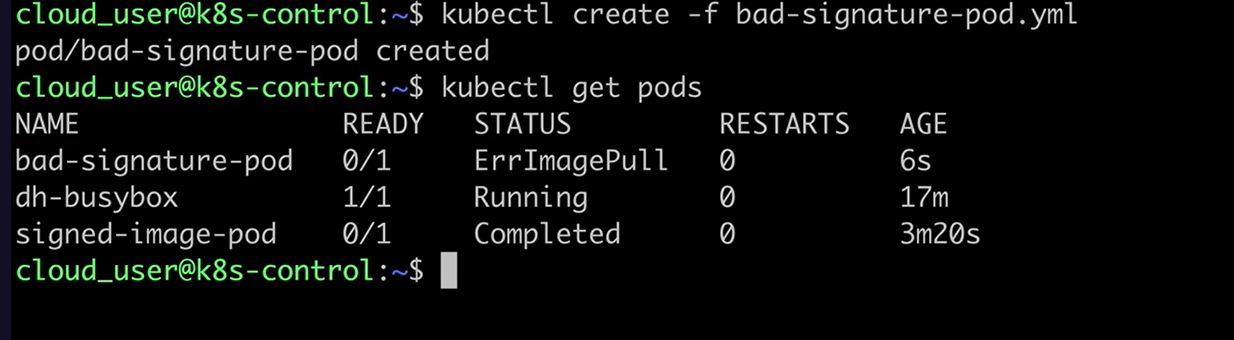 cloud_user@k8s-control:~$ kubectl create -f bad-signature-pod.yml
pod/bad-signature-pod created
cloud_user@k8s-control:~$ kubectl get pods
NAME                READY   STATUS         RESTARTS   AGE
bad-signature-pod   0/1     ErrImagePull   0          6s
dh-busybox          1/1     Running        0          17m
signed-image-pod    0/1     Completed      0          3m20s
cloud_user@k8s-control:~$